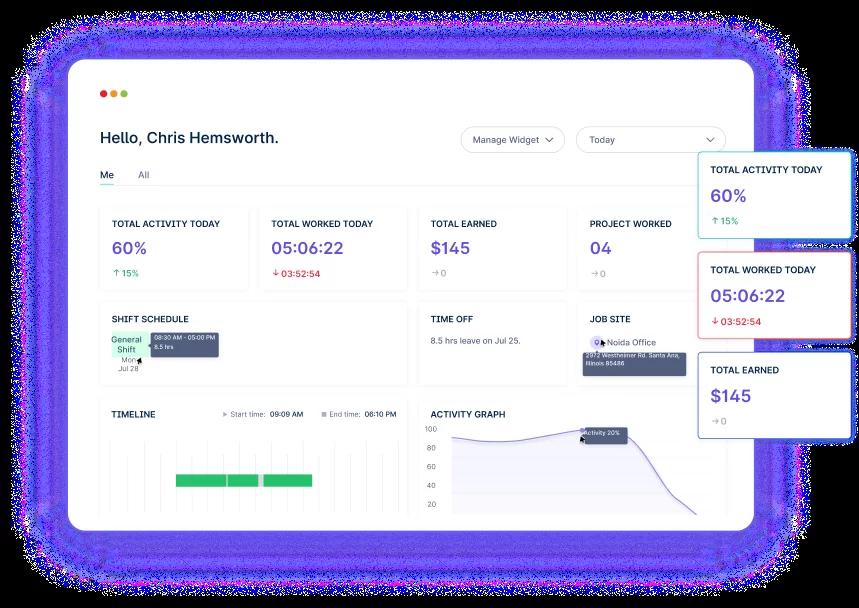 Hello, Chris Hemsworth.
Manage Widget
Today
Me
All
TOTAL ACTIVITY TODAY
60%
↑ 15%
TOTAL WORKED TODAY
05:06:22
↓ 03:52:54
TOTAL EARNED
$145
→ 0
PROJECT WORKED
04
→ 0
TOTAL ACTIVITY TODAY
60%
↑ 15%
TOTAL WORKED TODAY
05:06:22
↓ 03:52:54
TOTAL EARNED
$145
→ 0
SHIFT SCHEDULE
General
Shift
Mon
Jul 28
08:30 AM - 05:00 PM
8.5 hrs
TIME OFF
8.5 hrs leave on Jul 25.
JOB SITE
Noida Office
2972 Westheimer Rd. Santa Ana,
Illinois 85486
TIMELINE
Start time: 09:09 AM
End time: 06:10 PM
ACTIVITY GRAPH
100
80
60
40
20
Activity 20%